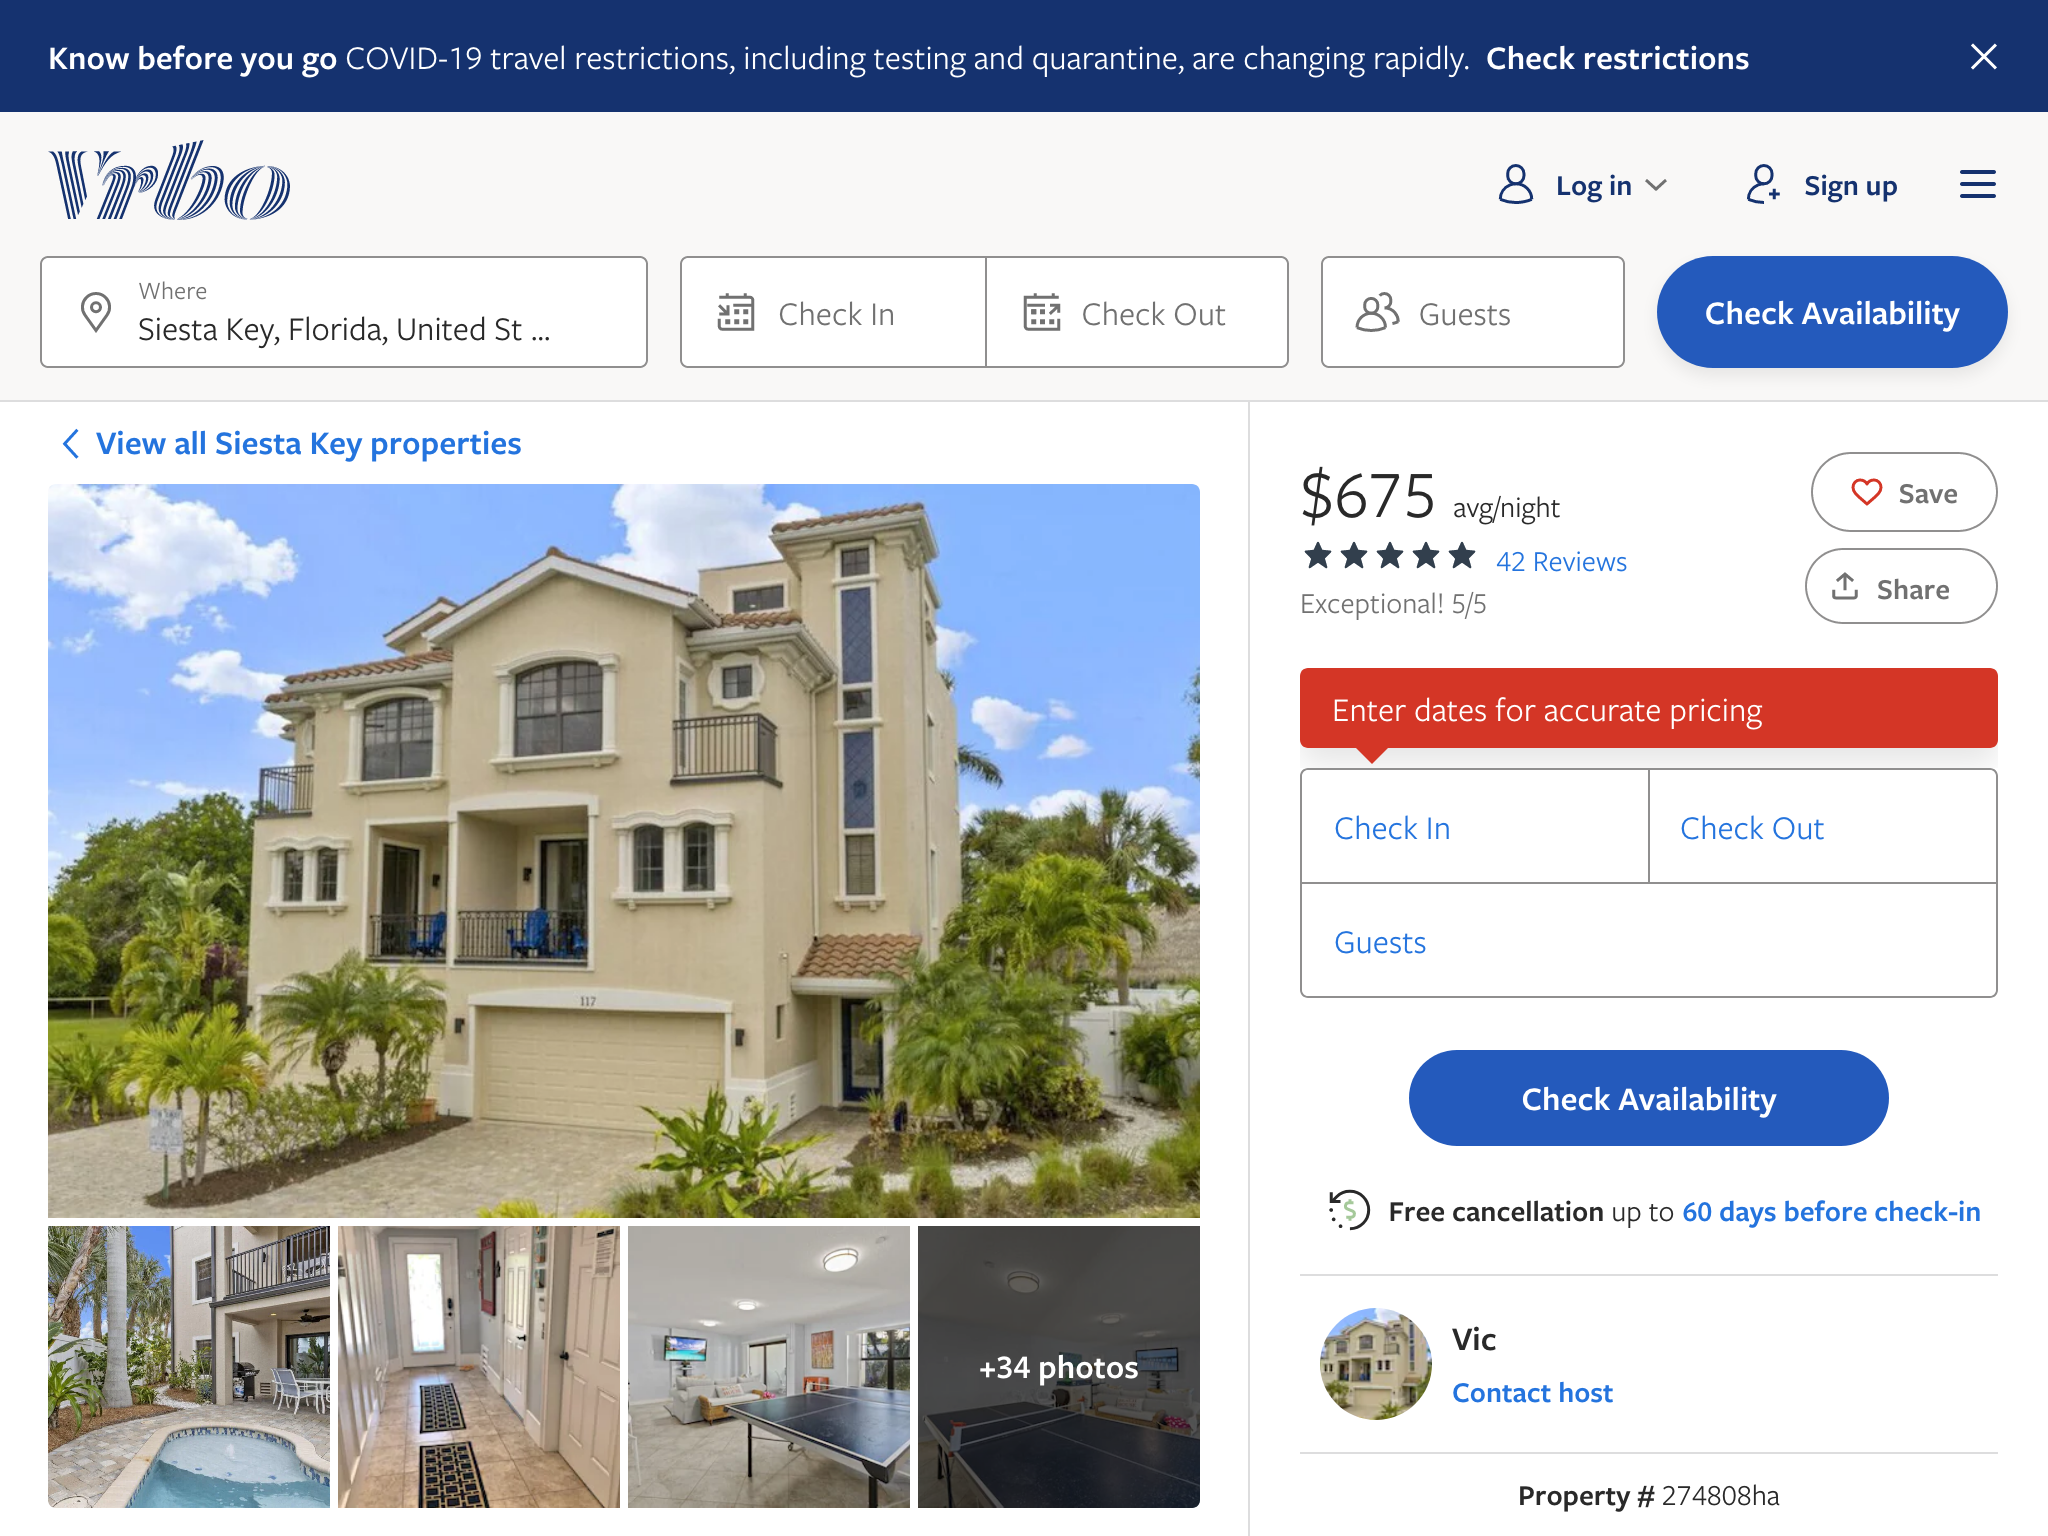 Know before you go COVID-19 travel restrictions, including testing and quarantine, are changing rapidly. Check restrictions
Vrbo
Log in
Sign up
Where
Siesta Key, Florida, United St ...
Check In
Check Out
Guests
Check Availability
View all Siesta Key properties
117
+34 photos
$675 avg/night
42 Reviews
Exceptional! 5/5
Save
Share
Enter dates for accurate pricing
Check In
Check Out
Guests
Check Availability
Free cancellation up to 60 days before check-in
Vic
Contact host
Property # 274808ha